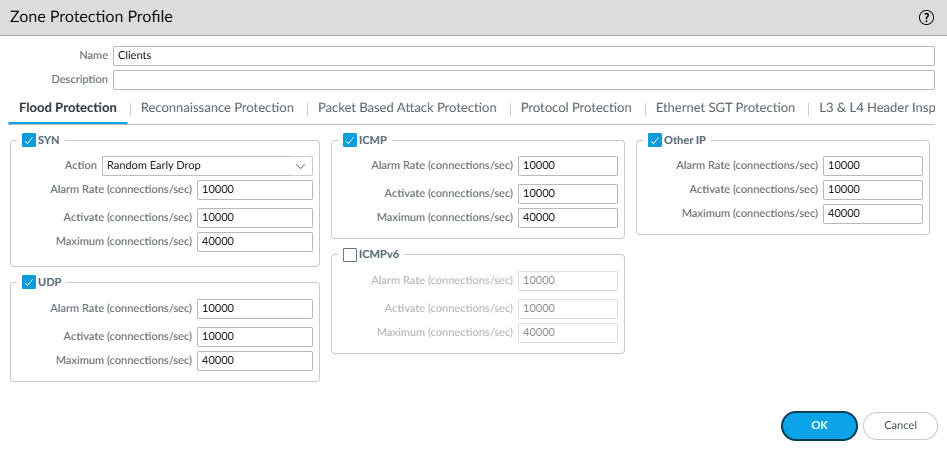 Zone Protection Profile
Name Clients
Description
Flood Protection Reconnaissance Protection Packet Based Attack Protection Protocol Protection Ethernet SGT Protection L3 & L4 Header Insp
SYN
Action Random Early Drop
Alarm Rate (connections/sec) 10000
Activate (connections/sec) 10000
Maximum (connections/sec) 40000
UDP
Alarm Rate (connections/sec) 10000
Activate (connections/sec) 10000
Maximum (connections/sec) 40000
ICMP
Alarm Rate (connections/sec) 10000
Activate (connections/sec) 10000
Maximum (connections/sec) 40000
ICMPv6
Alarm Rate (connections/sec) 10000
Activate (connections/sec) 10000
Maximum (connections/sec) 40000
Other IP
Alarm Rate (connections/sec) 10000
Activate (connections/sec) 10000
Maximum (connections/sec) 40000
OK Cancel